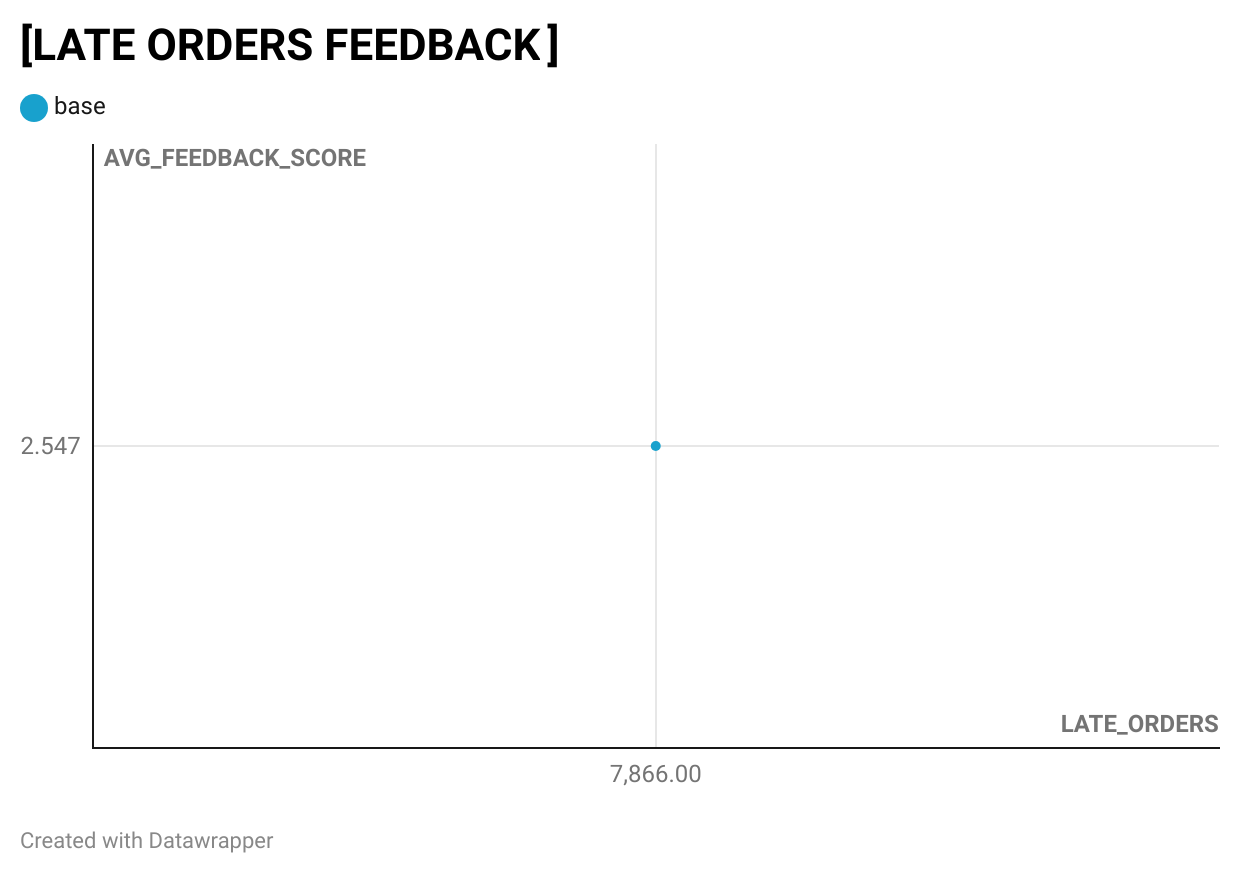 [LATE ORDERS FEEDBACK ]
base
AVG_FEEDBACK_SCORE
2.547
LATE_ORDERS
7,866.00
Created with Datawrapper